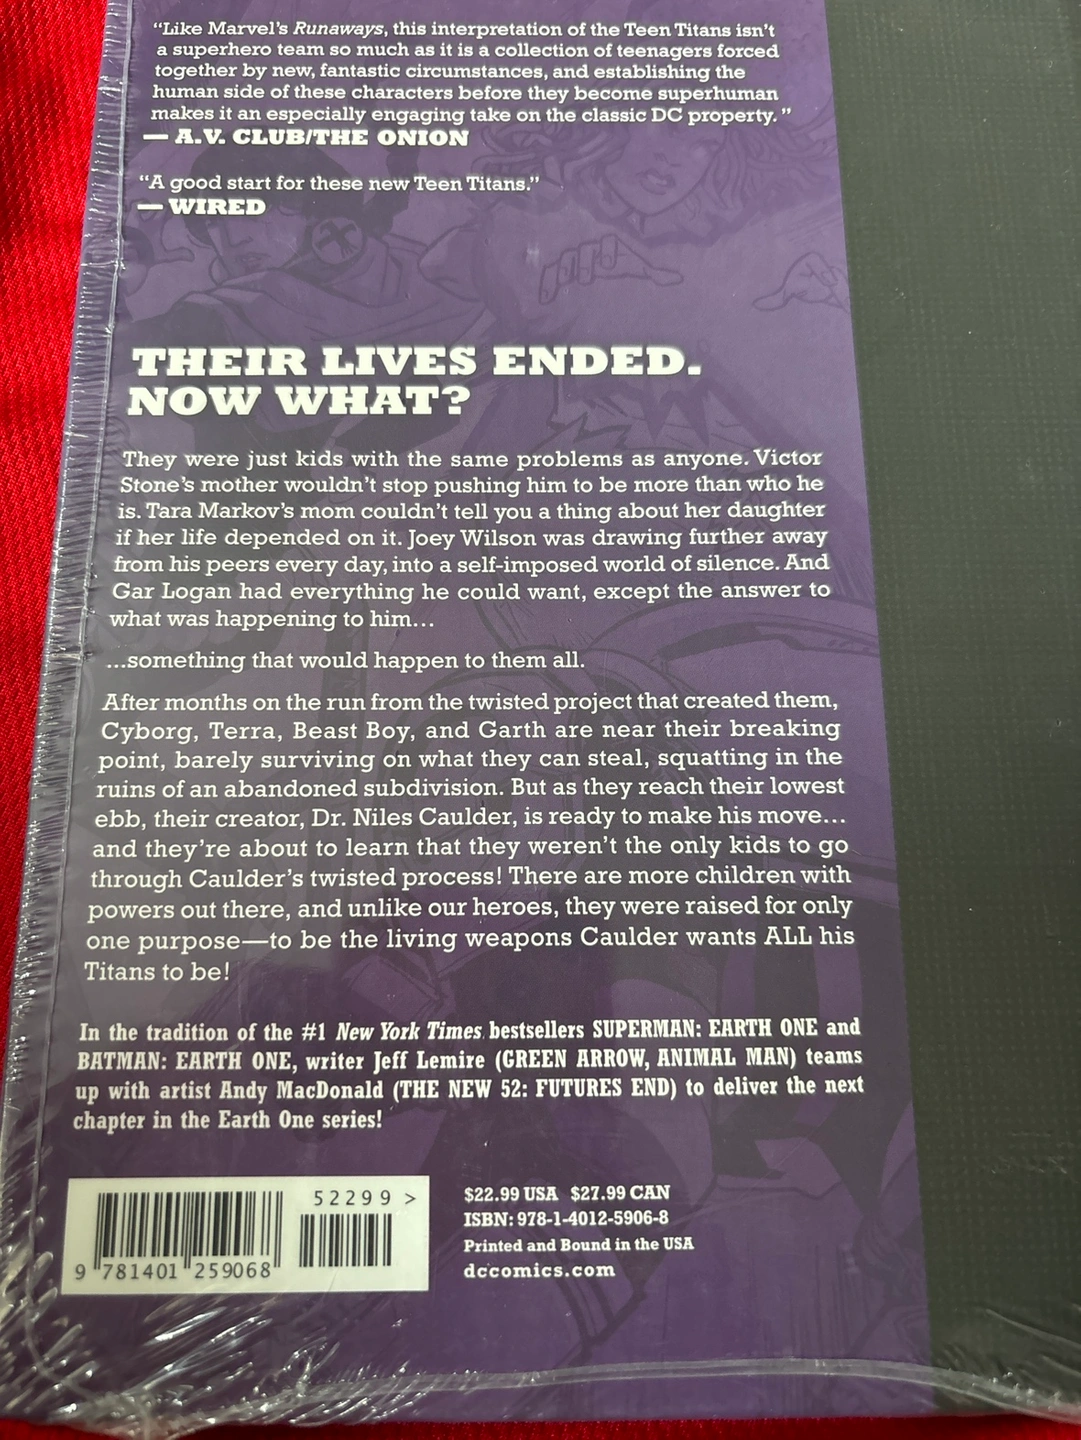 “Like Marvel’s Runaways, this interpretation of the Teen Titans isn’t
a superhero team so much as it is a collection of teenagers forced
together by new, fantastic circumstances, and establishing the
human side of these characters before they become superhuman
makes it an especially engaging take on the classic DC property.”
— A.V. CLUB/THE ONION
“A good start for these new Teen Titans.”
— WIRED
THEIR LIVES ENDED.
NOW WHAT?
They were just kids with the same problems as anyone. Victor
Stone’s mother wouldn’t stop pushing him to be more than who he
is. Tara Markov’s mom couldn’t tell you a thing about her daughter
if her life depended on it. Joey Wilson was drawing further away
from his peers every day, into a self-imposed world of silence. And
Gar Logan had everything he could want, except the answer to
what was happening to him...
...something that would happen to them all.
After months on the run from the twisted project that created them,
Cyborg, Terra, Beast Boy, and Garth are near their breaking
point, barely surviving on what they can steal, squatting in the
ruins of an abandoned subdivision. But as they reach their lowest
ebb, their creator, Dr. Niles Caulder, is ready to make his move...
and they’re about to learn that they weren’t the only kids to go
through Caulder’s twisted process! There are more children with
powers out there, and unlike our heroes, they were raised for only
one purpose—to be the living weapons Caulder wants ALL his
Titans to be!
In the tradition of the #1 New York Times bestsellers SUPERMAN: EARTH ONE and
BATMAN: EARTH ONE, writer Jeff Lemire (GREEN ARROW, ANIMAL MAN) teams
up with artist Andy MacDonald (THE NEW 52: FUTURES END) to deliver the next
chapter in the Earth One series!
52299 >
9 781401 259068
$22.99 USA $27.99 CAN
ISBN: 978-1-4012-5906-8
Printed and Bound in the USA
dccomics.com